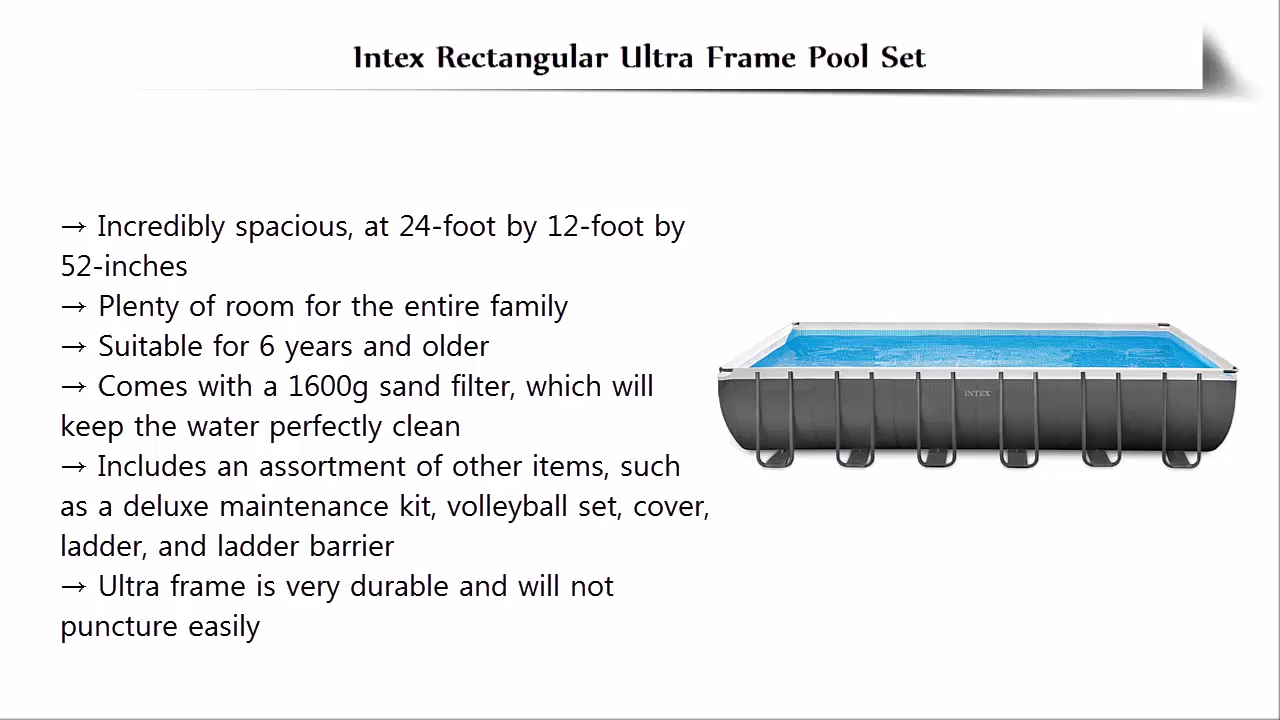 Intex Rectangular Ultra Frame Pool Set
→ Incredibly spacious, at 24-foot by 12-foot by
52-inches
→ Plenty of room for the entire family
→ Suitable for 6 years and older
→ Comes with a 1600g sand filter, which will
keep the water perfectly clean
→ Includes an assortment of other items, such
as a deluxe maintenance kit, volleyball set, cover,
ladder, and ladder barrier
→ Ultra frame is very durable and will not
puncture easily
INTEX